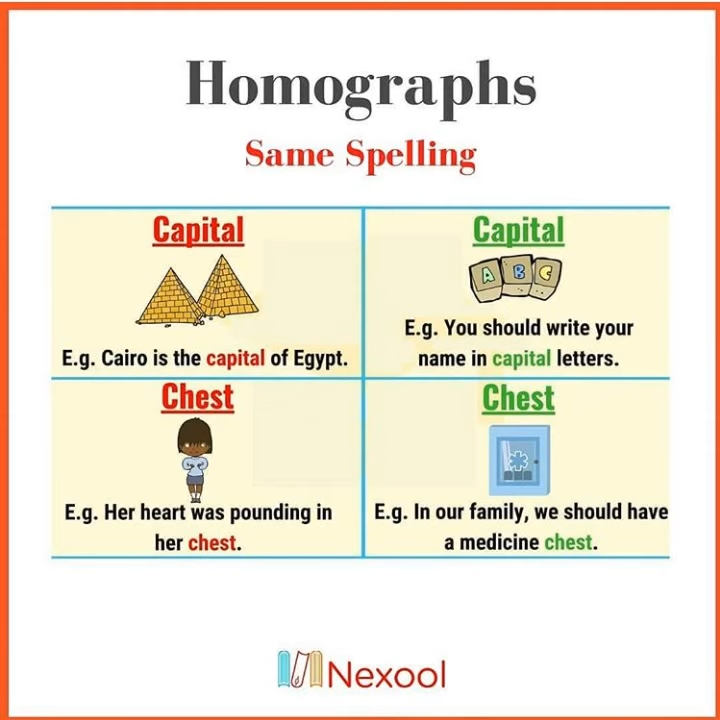 Homographs
Same Spelling
Capital
E.g. Cairo is the capital of Egypt.
Capital
A B C
E.g. You should write your
name in capital letters.
Chest
E.g. Her heart was pounding in
her chest.
Chest
E.g. In our family, we should have
a medicine chest.
Nexool